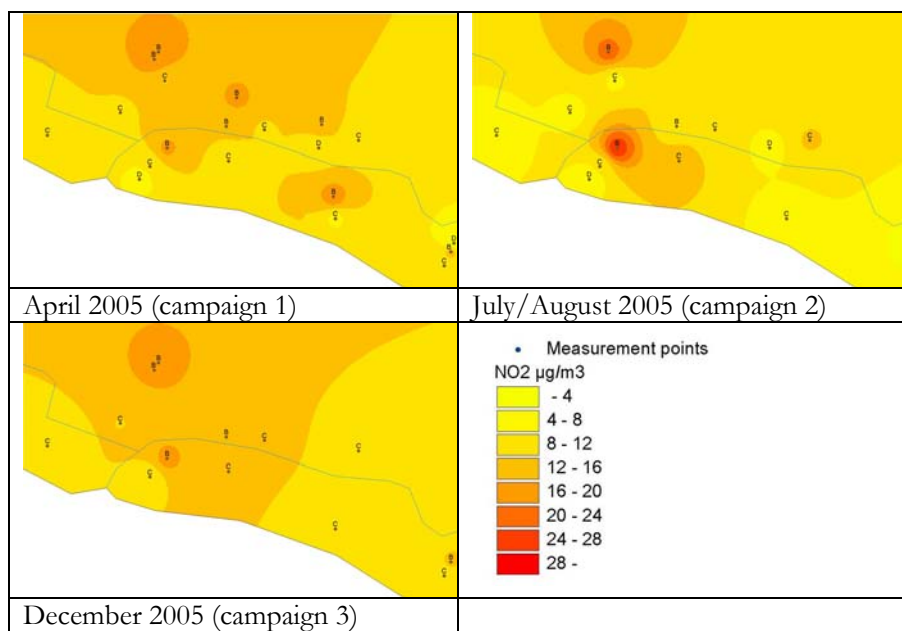 B
B
C
B
C
B
B
C
C
C
B
D
C
C
D
B
C
D
C
April 2005 (campaign 1)
B
C
C
B
C
C
C
B
D
C
C
D
C
July/August 2005 (campaign 2)
B
B
C
B
C
C
C
B
C
C
C
B
C
December 2005 (campaign 3)
Measurement points
NO2 µg/m3
- 4
4 - 8
8 - 12
12 - 16
16 - 20
20 - 24
24 - 28
28 -